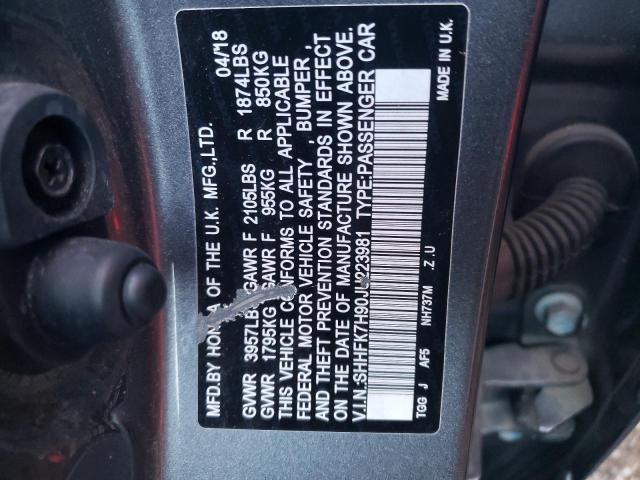 MFD.BY HONDA OF THE U.K. MFG.,LTD. 04/18
GVWR 3957LBS GAWR F 2105LBS R 1874LBS
GVWR 1795KG GAWR F 955KG R 850KG
THIS VEHICLE CONFORMS TO ALL APPLICABLE
FEDERAL MOTOR VEHICLE SAFETY , BUMPER ,
AND THEFT PREVENTION STANDARDS IN EFFECT
ON THE DATE OF MANUFACTURE SHOWN ABOVE.
V.I.N.:SHHFK7H90JU223981 TYPE:PASSENGER CAR
TIGG J AF5 NH737M .Z.U MADE IN U.K.